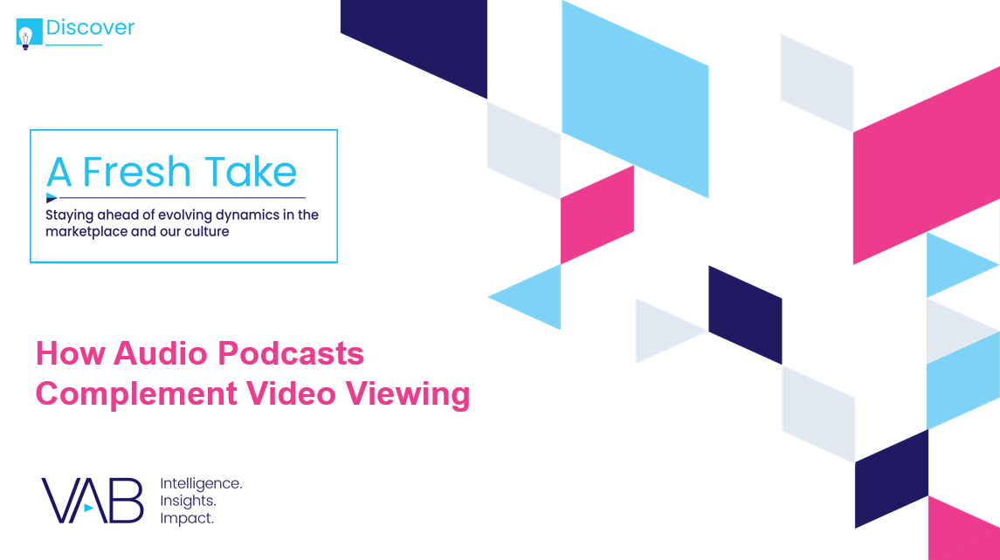 Discover
A Fresh Take
Staying ahead of evolving dynamics in the
marketplace and our culture
How Audio Podcasts
Complement Video Viewing
VAB
Intelligence.
Insights.
Impact.